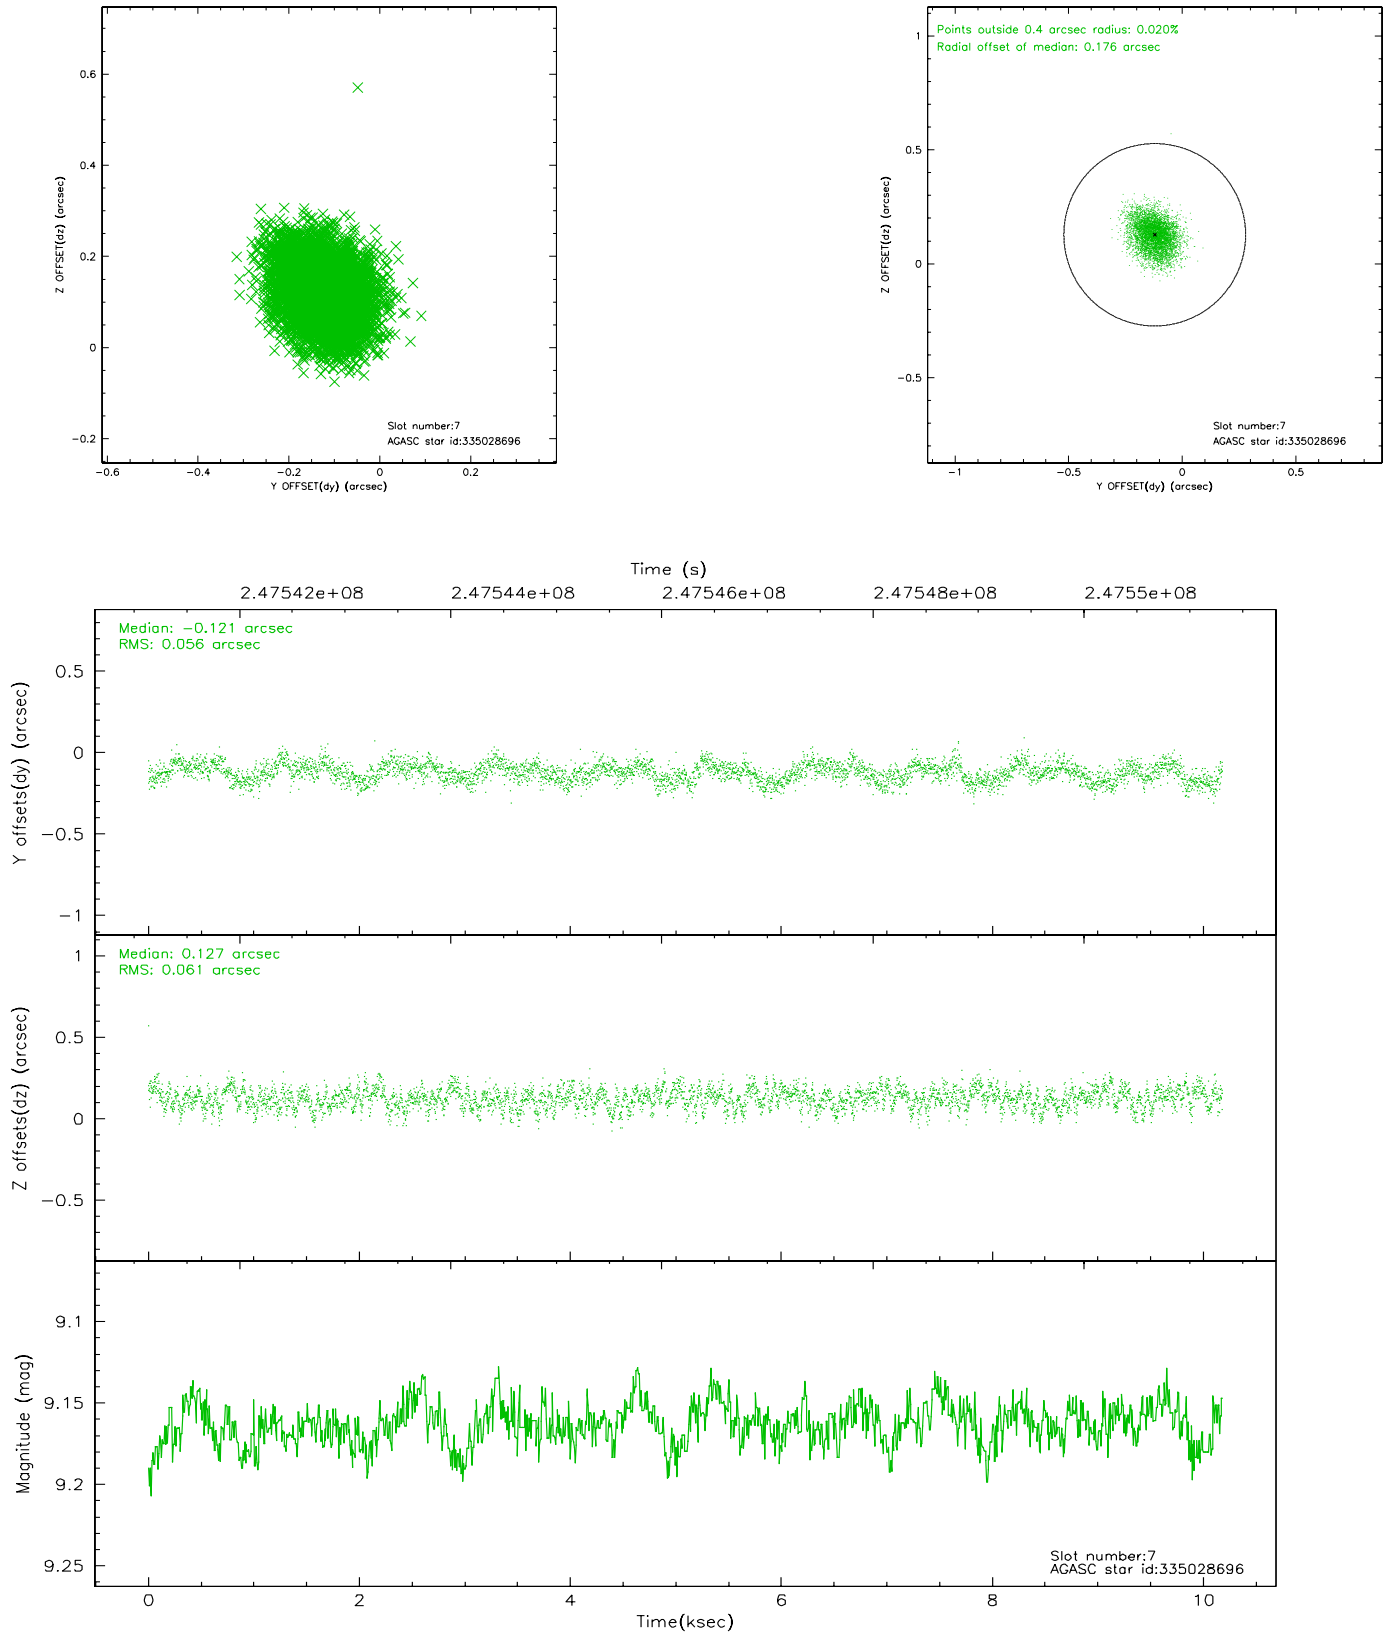 Points outside 0.4 arcsec radius: 0.020%
Radial offset of median: 0.176 arcsec
0.6
0.4
0.2
0
−0.2
Z OFFSET(dz) (arcsec)
Slot number:7
AGASC star id:335028696
−0.6
−0.4
−0.2
0
0.2
Y OFFSET(dy) (arcsec)
1
0.5
0
−0.5
Z OFFSET(dz) (arcsec)
Slot number:7
AGASC star id:335028696
−1
−0.5
0
0.5
Y OFFSET(dy) (arcsec)
Time (s)
2.47542e+08
2.47544e+08
2.47546e+08
2.47548e+08
2.4755e+08
Median: −0.121 arcsec
RMS: 0.056 arcsec
0.5
0
−0.5
−1
Y offsets(dy) (arcsec)
Median: 0.127 arcsec
RMS: 0.061 arcsec
1
0.5
0
−0.5
Z offsets(dz) (arcsec)
9.1
9.15
9.2
9.25
Magnitude (mag)
Slot number:7
AGASC star id:335028696
0
2
4
6
8
10
Time(ksec)